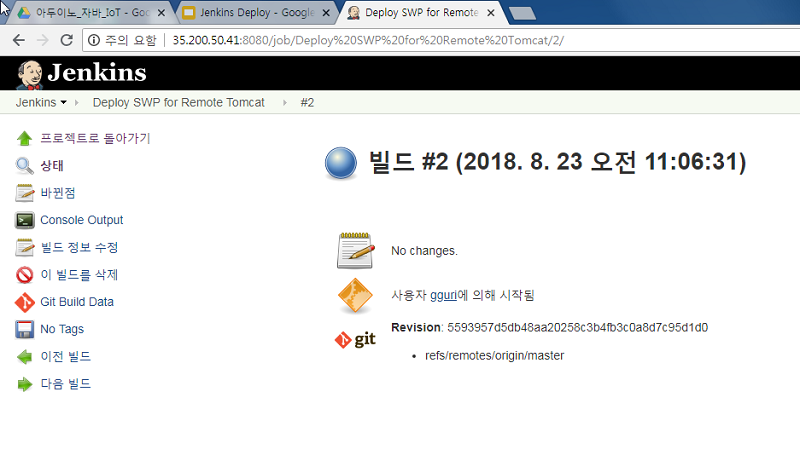 아두이노_자바_IoT - Goo
Jenkins Deploy - Google
Deploy SWP for Remote
주의 요함 35.200.50.41:8080/job/Deploy%20SWP%20for%20Remote%20Tomcat/2/
Jenkins
Jenkins Deploy SWP for Remote Tomcat #2
프로젝트로 돌아가기
상태
바뀐점
Console Output
빌드 정보 수정
이 빌드를 삭제
Git Build Data
No Tags
이전 빌드
다음 빌드
빌드 #2 (2018. 8. 23 오전 11:06:31)
No changes.
사용자 gguri에 의해 시작됨
git
Revision: 5593957d5db48aa20258c3b4fb3c0a8d7c95d1d0
refs/remotes/origin/master